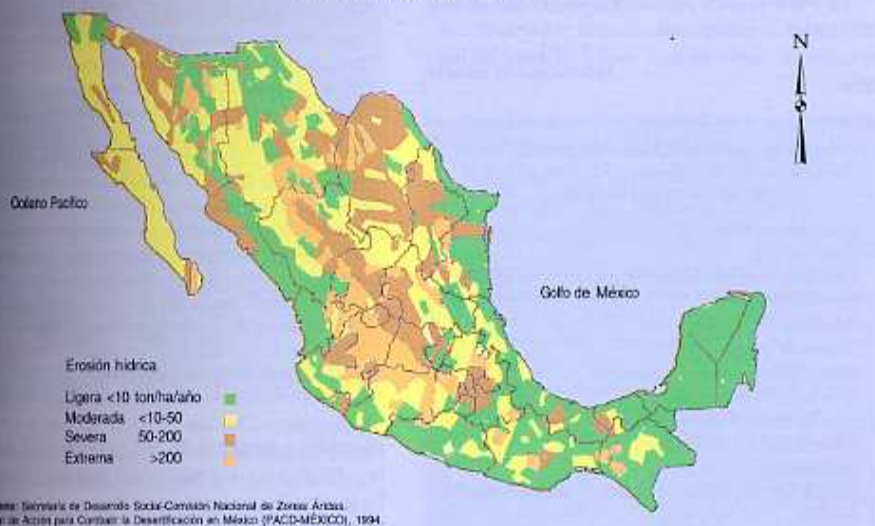 N
Océano Pacífico
Golfo de México
Erosión hídrica
Ligera <10 ton/ha/año
Moderada <10-50
Severa 50-200
Extrema >200
Secretaría de Desarrollo Social-Comisión Nacional de Zonas Áridas.
de Acción para Combatir la Desertificación en México (PACD-MÉXICO), 1994.